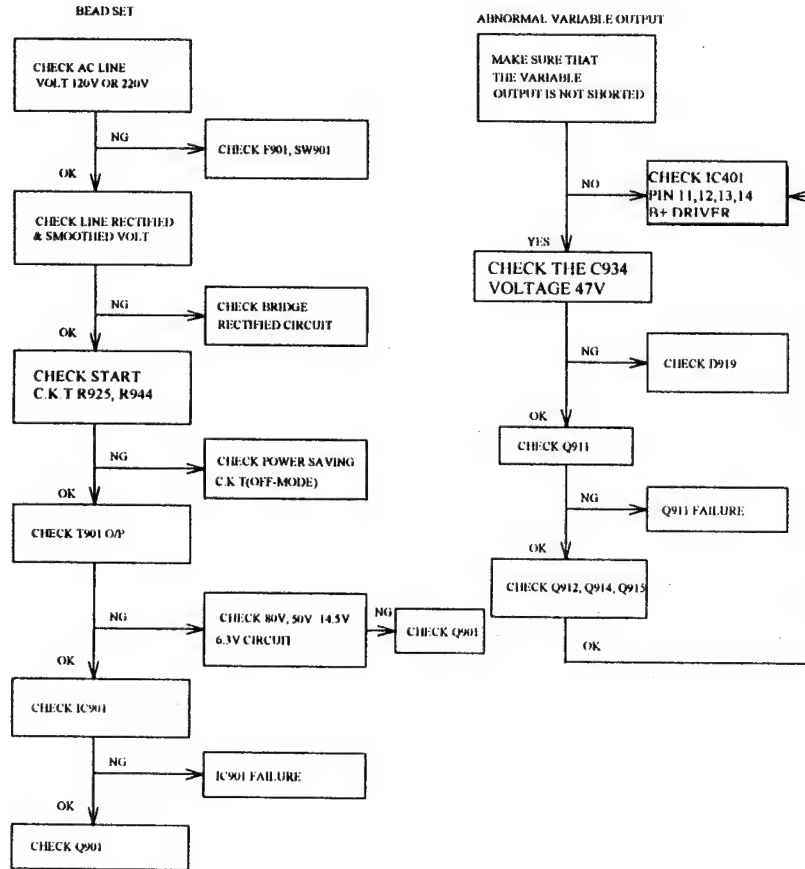 BEAD SET
CHECK AC LINE
VOLT 120V OR 220V
NG
CHECK F901, SW901
OK
CHECK LINE RECTIFIED
& SMOOTHED VOLT
NG
CHECK BRIDGE
RECTIFIED CIRCUIT
OK
CHECK START
C.K.T R925, R944
NG
CHECK POWER SAVING
C.K T(OFF-MODE)
OK
CHECK T901 O/P
NG
CHECK 80V, 50V 14.5V
6.3V CIRCUIT
NG
CHECK Q901
OK
CHECK IC901
NG
IC901 FAILURE
OK
CHECK Q901
ABNORMAL VARIABLE OUTPUT
MAKE SURE THAT
THE VARIABLE
OUTPUT IS NOT SHORTED
NO
CHECK IC401
PIN 11,12,13,14
B+ DRIVER
YES
CHECK THE C934
VOLTAGE 47V
NG
CHECK D919
OK
CHECK Q911
NG
Q911 FAILURE
OK
CHECK Q912, Q914, Q915
OK